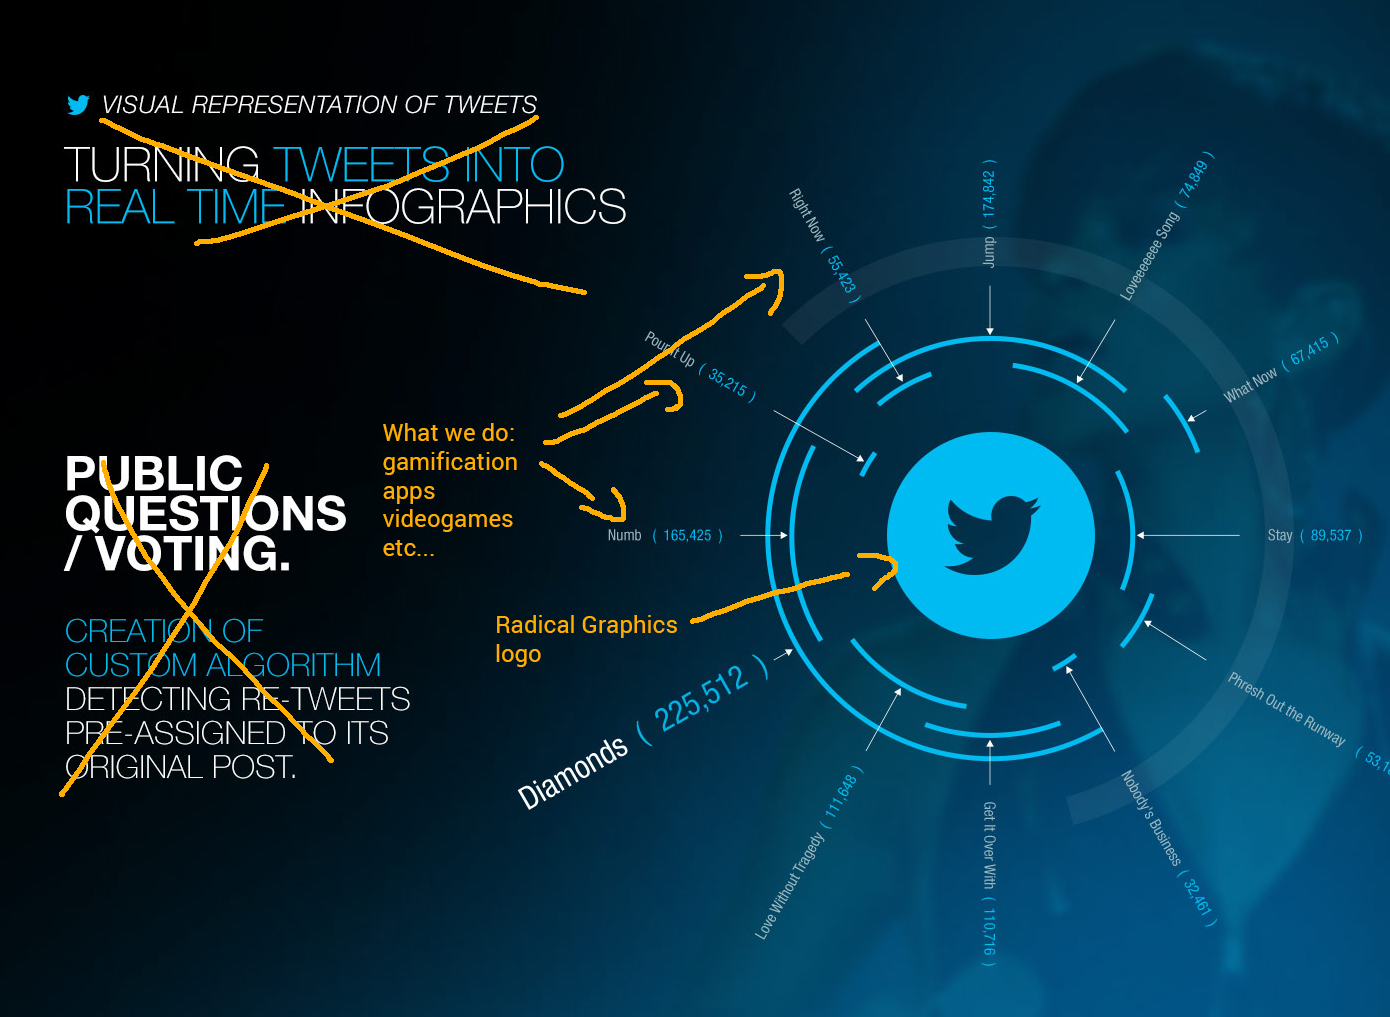 VISUAL REPRESENTATION OF TWEETS
TURNING TWEETS INTO
REAL TIME INFOGRAPHICS
PUBLIC
QUESTIONS
/ VOTING.
CREATION OF
CUSTOM ALGORITHM
DETECTING RE-TWEETS
PRE-ASSIGNED TO ITS
ORIGINAL POST.
What we do:
gamification
apps
videogames
etc...
Radical Graphics
logo
Right Now ( 55,423 )
Jump ( 174,842 )
Loveeeeeee Song ( 74,849 )
What Now ( 67,415 )
Stay ( 89,537 )
Phresh Out the Runway ( 53,1
Nobody's Business ( 32,461 )
Get It Over With ( 110,716 )
Love Without Tragedy ( 111,648 )
Diamonds ( 225,512 )
Numb ( 165,425 )
Pour It Up ( 35,215 )